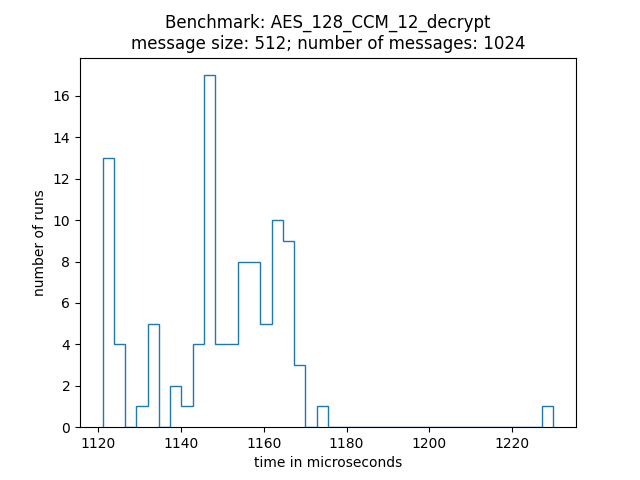 Benchmark: AES_128_CCM_12_decrypt
message size: 512; number of messages: 1024
number of runs
16
14
12
10
8
6
4
2
0
1120 1140 1160 1180 1200 1220
time in microseconds